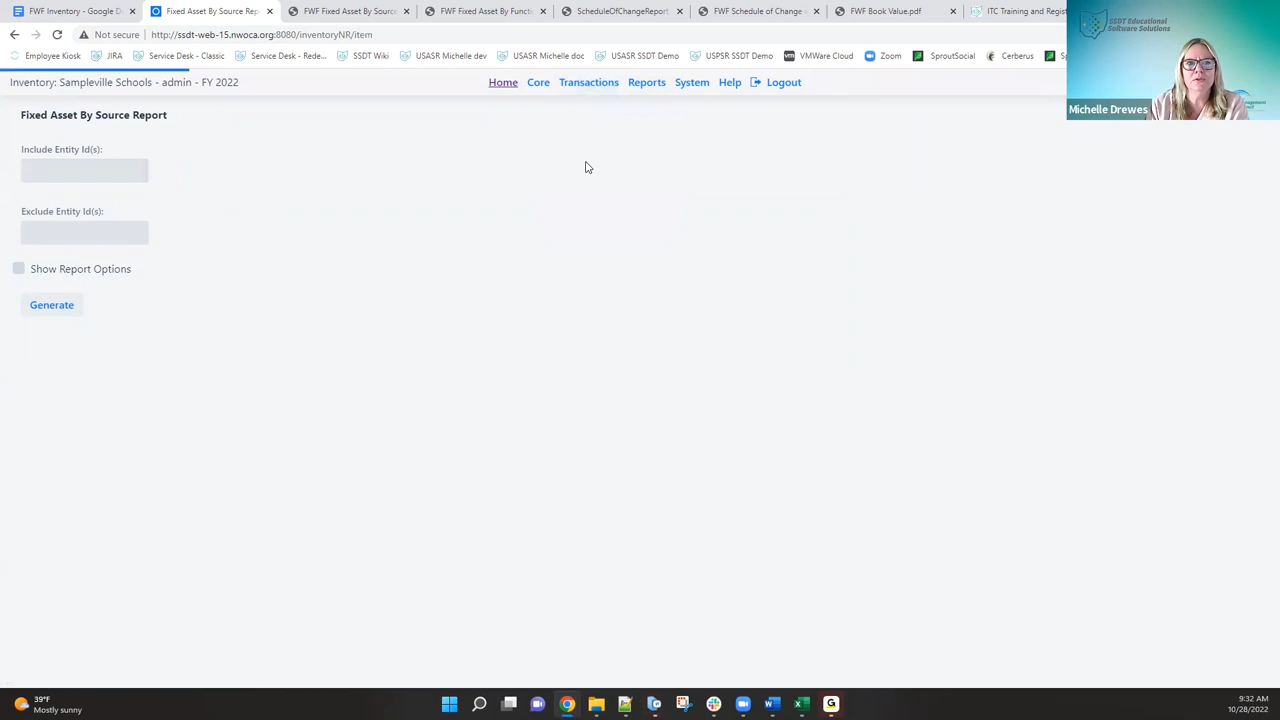 FWF Inventory - Google Do
Fixed Asset By Source Rep
FWF Fixed Asset By Source
FWF Fixed Asset By Functi
ScheduleOfChangeReport
FWF Schedule of Change
FWF Book Value.pdf
ITC Training and Regist
Not secure
http://ssdt-web-15.nwoca.org:8080/inventoryNR/item
Employee Kiosk
JIRA
Service Desk - Classic
Service Desk - Rede...
SSDT Wiki
USASR Michelle dev
USASR Michelle doc
USASR SSDT Demo
USPSR SSDT Demo
VMWare Cloud
Zoom
SproutSocial
Cerberus
Sp
SSDT Educational
Software Solutions
Michelle Drewes
Inventory: Sampleville Schools - admin - FY 2022
Home Core Transactions Reports System Help Logout
Fixed Asset By Source Report
Include Entity Id(s):
Exclude Entity Id(s):
Show Report Options
Generate
39°F
Mostly sunny
9:32 AM
10/28/2022